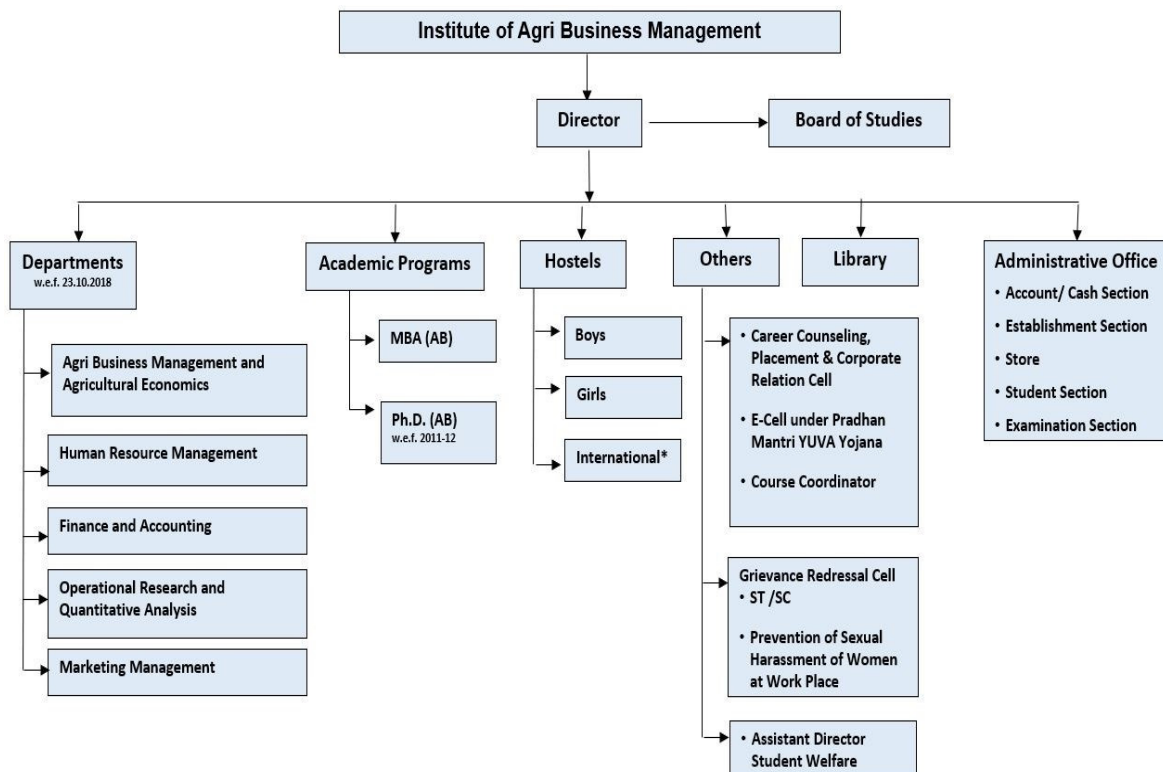 Institute of Agri Business Management
Director
Board of Studies
Departments
w.e.f. 23.10.2018
Agri Business Management and
Agricultural Economics
Human Resource Management
Finance and Accounting
Operational Research and
Quantitative Analysis
Marketing Management
Academic Programs
MBA (AB)
Ph.D. (AB)
w.e.f. 2011-12
Hostels
Boys
Girls
International*
Others
• Career Counseling,
Placement & Corporate
Relation Cell
• E-Cell under Pradhan
Mantri YUVA Yojana
• Course Coordinator
Grievance Redressal Cell
• ST /SC
• Prevention of Sexual
Harassment of Women
at Work Place
• Assistant Director
Student Welfare
Library
Administrative Office
• Account/ Cash Section
• Establishment Section
• Store
• Student Section
• Examination Section